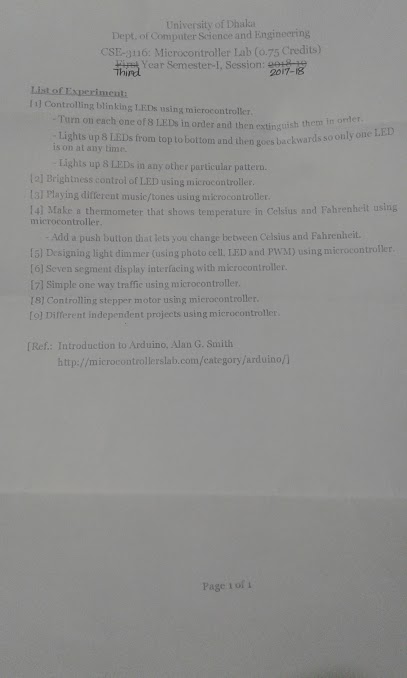 University of Dhaka
Dept. of Computer Science and Engineering
CSE-3116: Microcontroller Lab (0.75 Credits)
First Year Semester-I, Session: 2018-19
Third 2017-18
List of Experiment:
[1] Controlling blinking LEDs using microcontroller.
- Turn on each one of 8 LEDs in order and then extinguish them in order.
- Lights up 8 LEDs from top to bottom and then goes backwards so only one LED
is on at any time.
- Lights up 8 LEDs in any other particular pattern.
[2] Brightness control of LED using microcontroller.
[3] Playing different music/tones using microcontroller.
[4] Make a thermometer that shows temperature in Celsius and Fahrenheit using
microcontroller.
- Add a push button that lets you change between Celsius and Fahrenheit.
[5] Designing light dimmer (using photo cell, LED and PWM) using microcontroller.
[6] Seven segment display interfacing with microcontroller.
[7] Simple one way traffic using microcontroller.
[8] Controlling stepper motor using microcontroller.
[9] Different independent projects using microcontroller.
[Ref.: Introduction to Arduino, Alan G. Smith
http://microcontrollerslab.com/category/arduino/]
Page 1 of 1